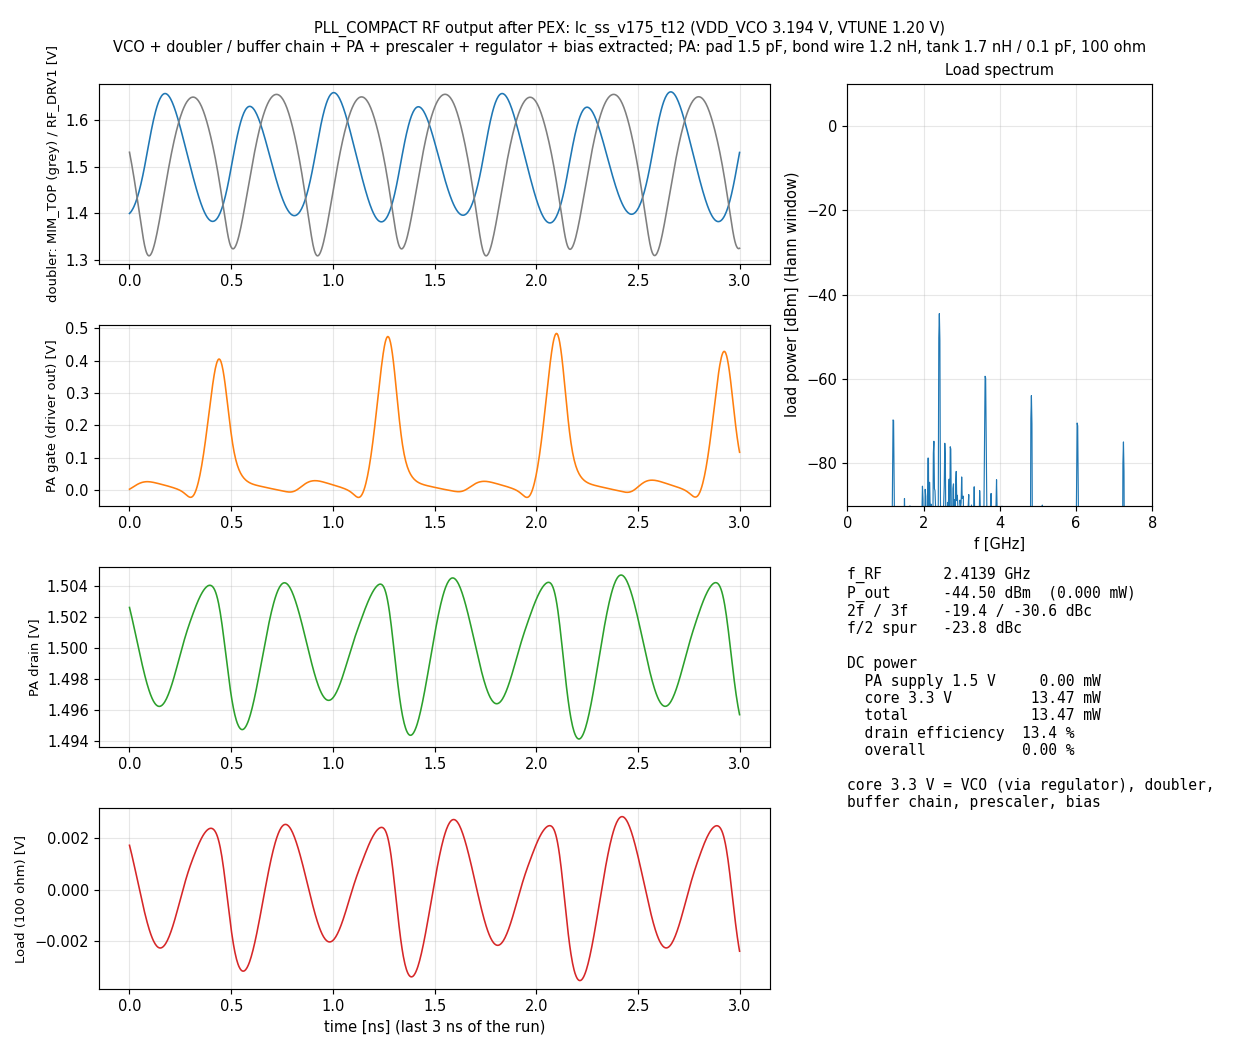 PLL_COMPACT RF output after PEX: lc_ss_v175_t12 (VDD_VCO 3.194 V, VTUNE 1.20 V)
VCO + doubler / buffer chain + PA + prescaler + regulator + bias extracted; PA: pad 1.5 pF, bond wire 1.2 nH, tank 1.7 nH / 0.1 pF, 100 ohm
doubler: MIM_TOP (grey) / RF_DRV1 [V]
1.6
1.5
1.4
1.3
0.0 0.5 1.0 1.5 2.0 2.5 3.0
PA gate (driver out) [V]
0.5
0.4
0.3
0.2
0.1
0.0
0.0 0.5 1.0 1.5 2.0 2.5 3.0
PA drain [V]
1.504
1.502
1.500
1.498
1.496
1.494
0.0 0.5 1.0 1.5 2.0 2.5 3.0
Load (100 ohm) [V]
0.002
0.000
−0.002
0.0 0.5 1.0 1.5 2.0 2.5 3.0
time [ns] (last 3 ns of the run)
Load spectrum
load power [dBm] (Hann window)
0
−20
−40
−60
−80
0 2 4 6 8
f [GHz]
f_RF 2.4139 GHz
P_out -44.50 dBm (0.000 mW)
2f / 3f -19.4 / -30.6 dBc
f/2 spur -23.8 dBc
DC power
PA supply 1.5 V 0.00 mW
core 3.3 V 13.47 mW
total 13.47 mW
drain efficiency 13.4 %
overall 0.00 %
core 3.3 V = VCO (via regulator), doubler,
buffer chain, prescaler, bias